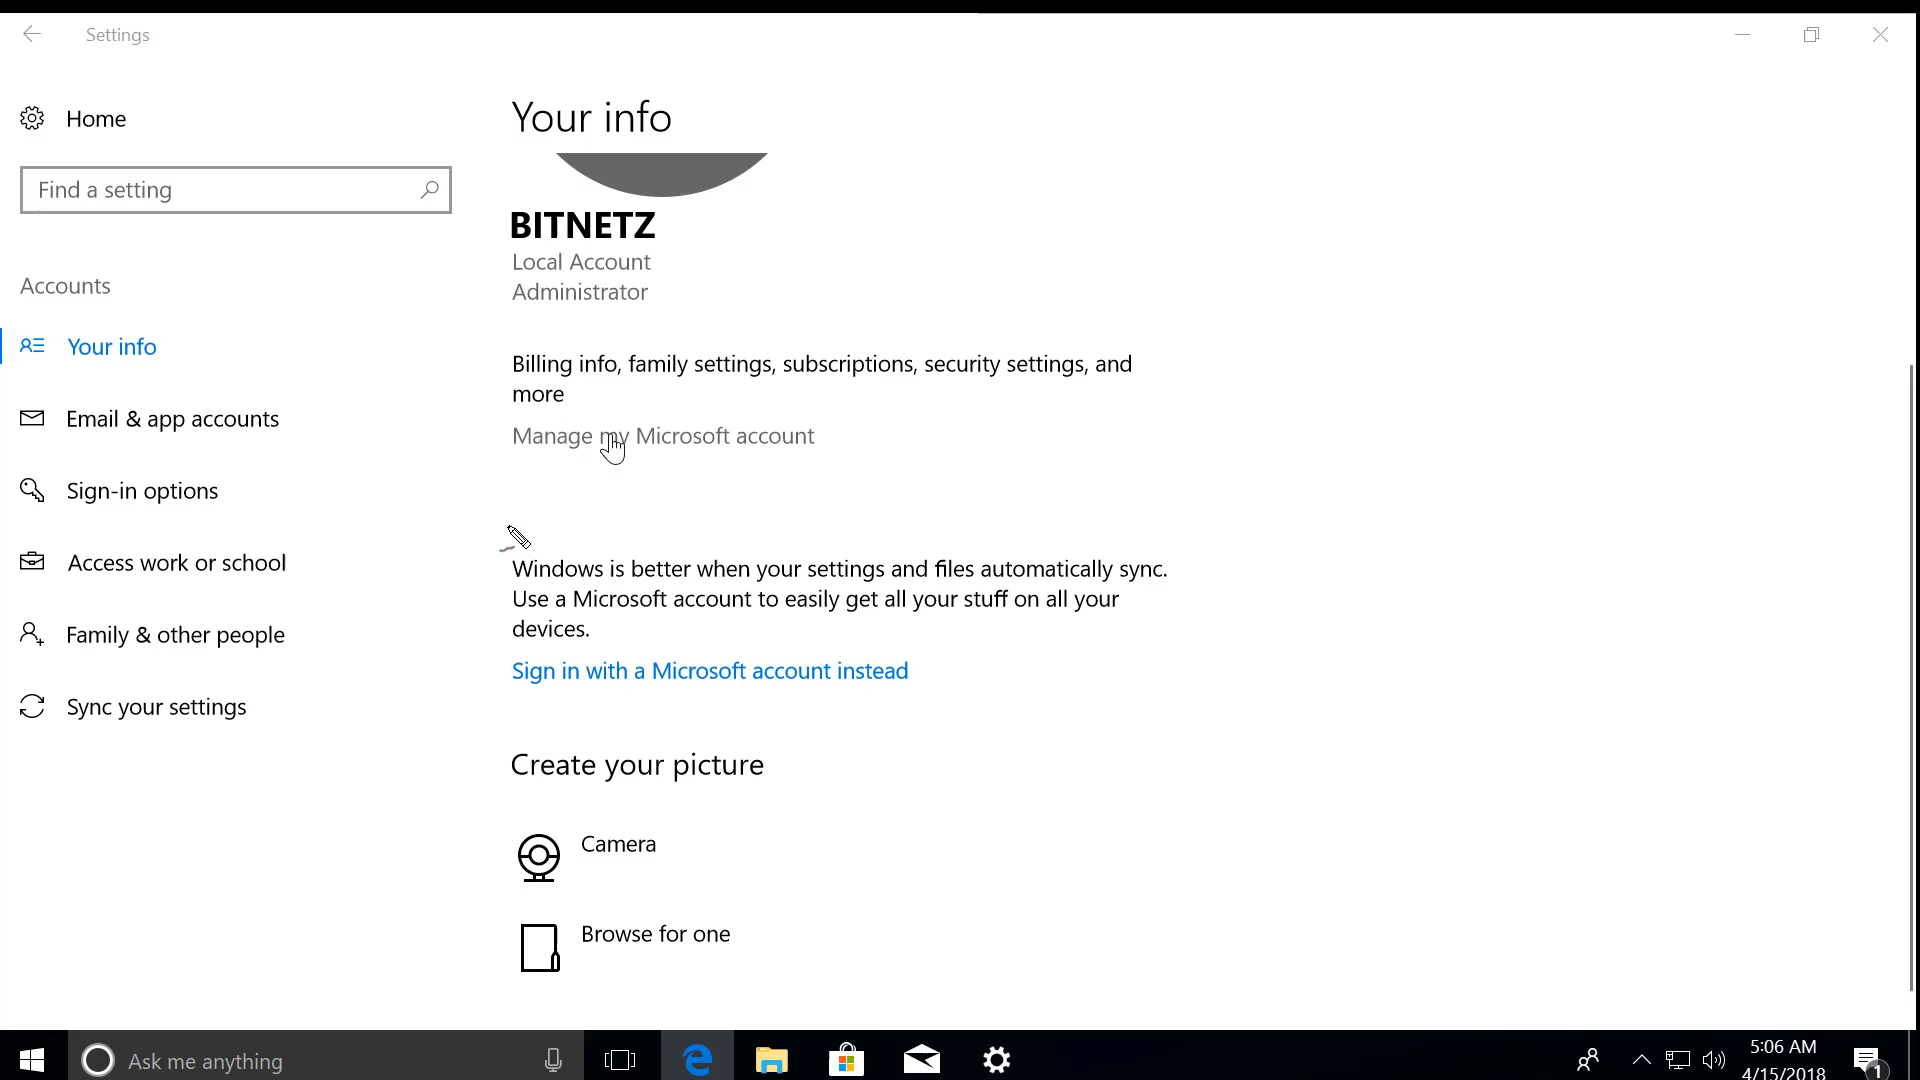 Settings
Home
Find a setting
Accounts
Your info
Email & app accounts
Sign-in options
Access work or school
Family & other people
Sync your settings
Your info
BITNETZ
Local Account
Administrator
Billing info, family settings, subscriptions, security settings, and
more
Manage my Microsoft account
Windows is better when your settings and files automatically sync.
Use a Microsoft account to easily get all your stuff on all your
devices.
Sign in with a Microsoft account instead
Create your picture
Camera
Browse for one
Ask me anything
5:06 AM
4/15/2018
1